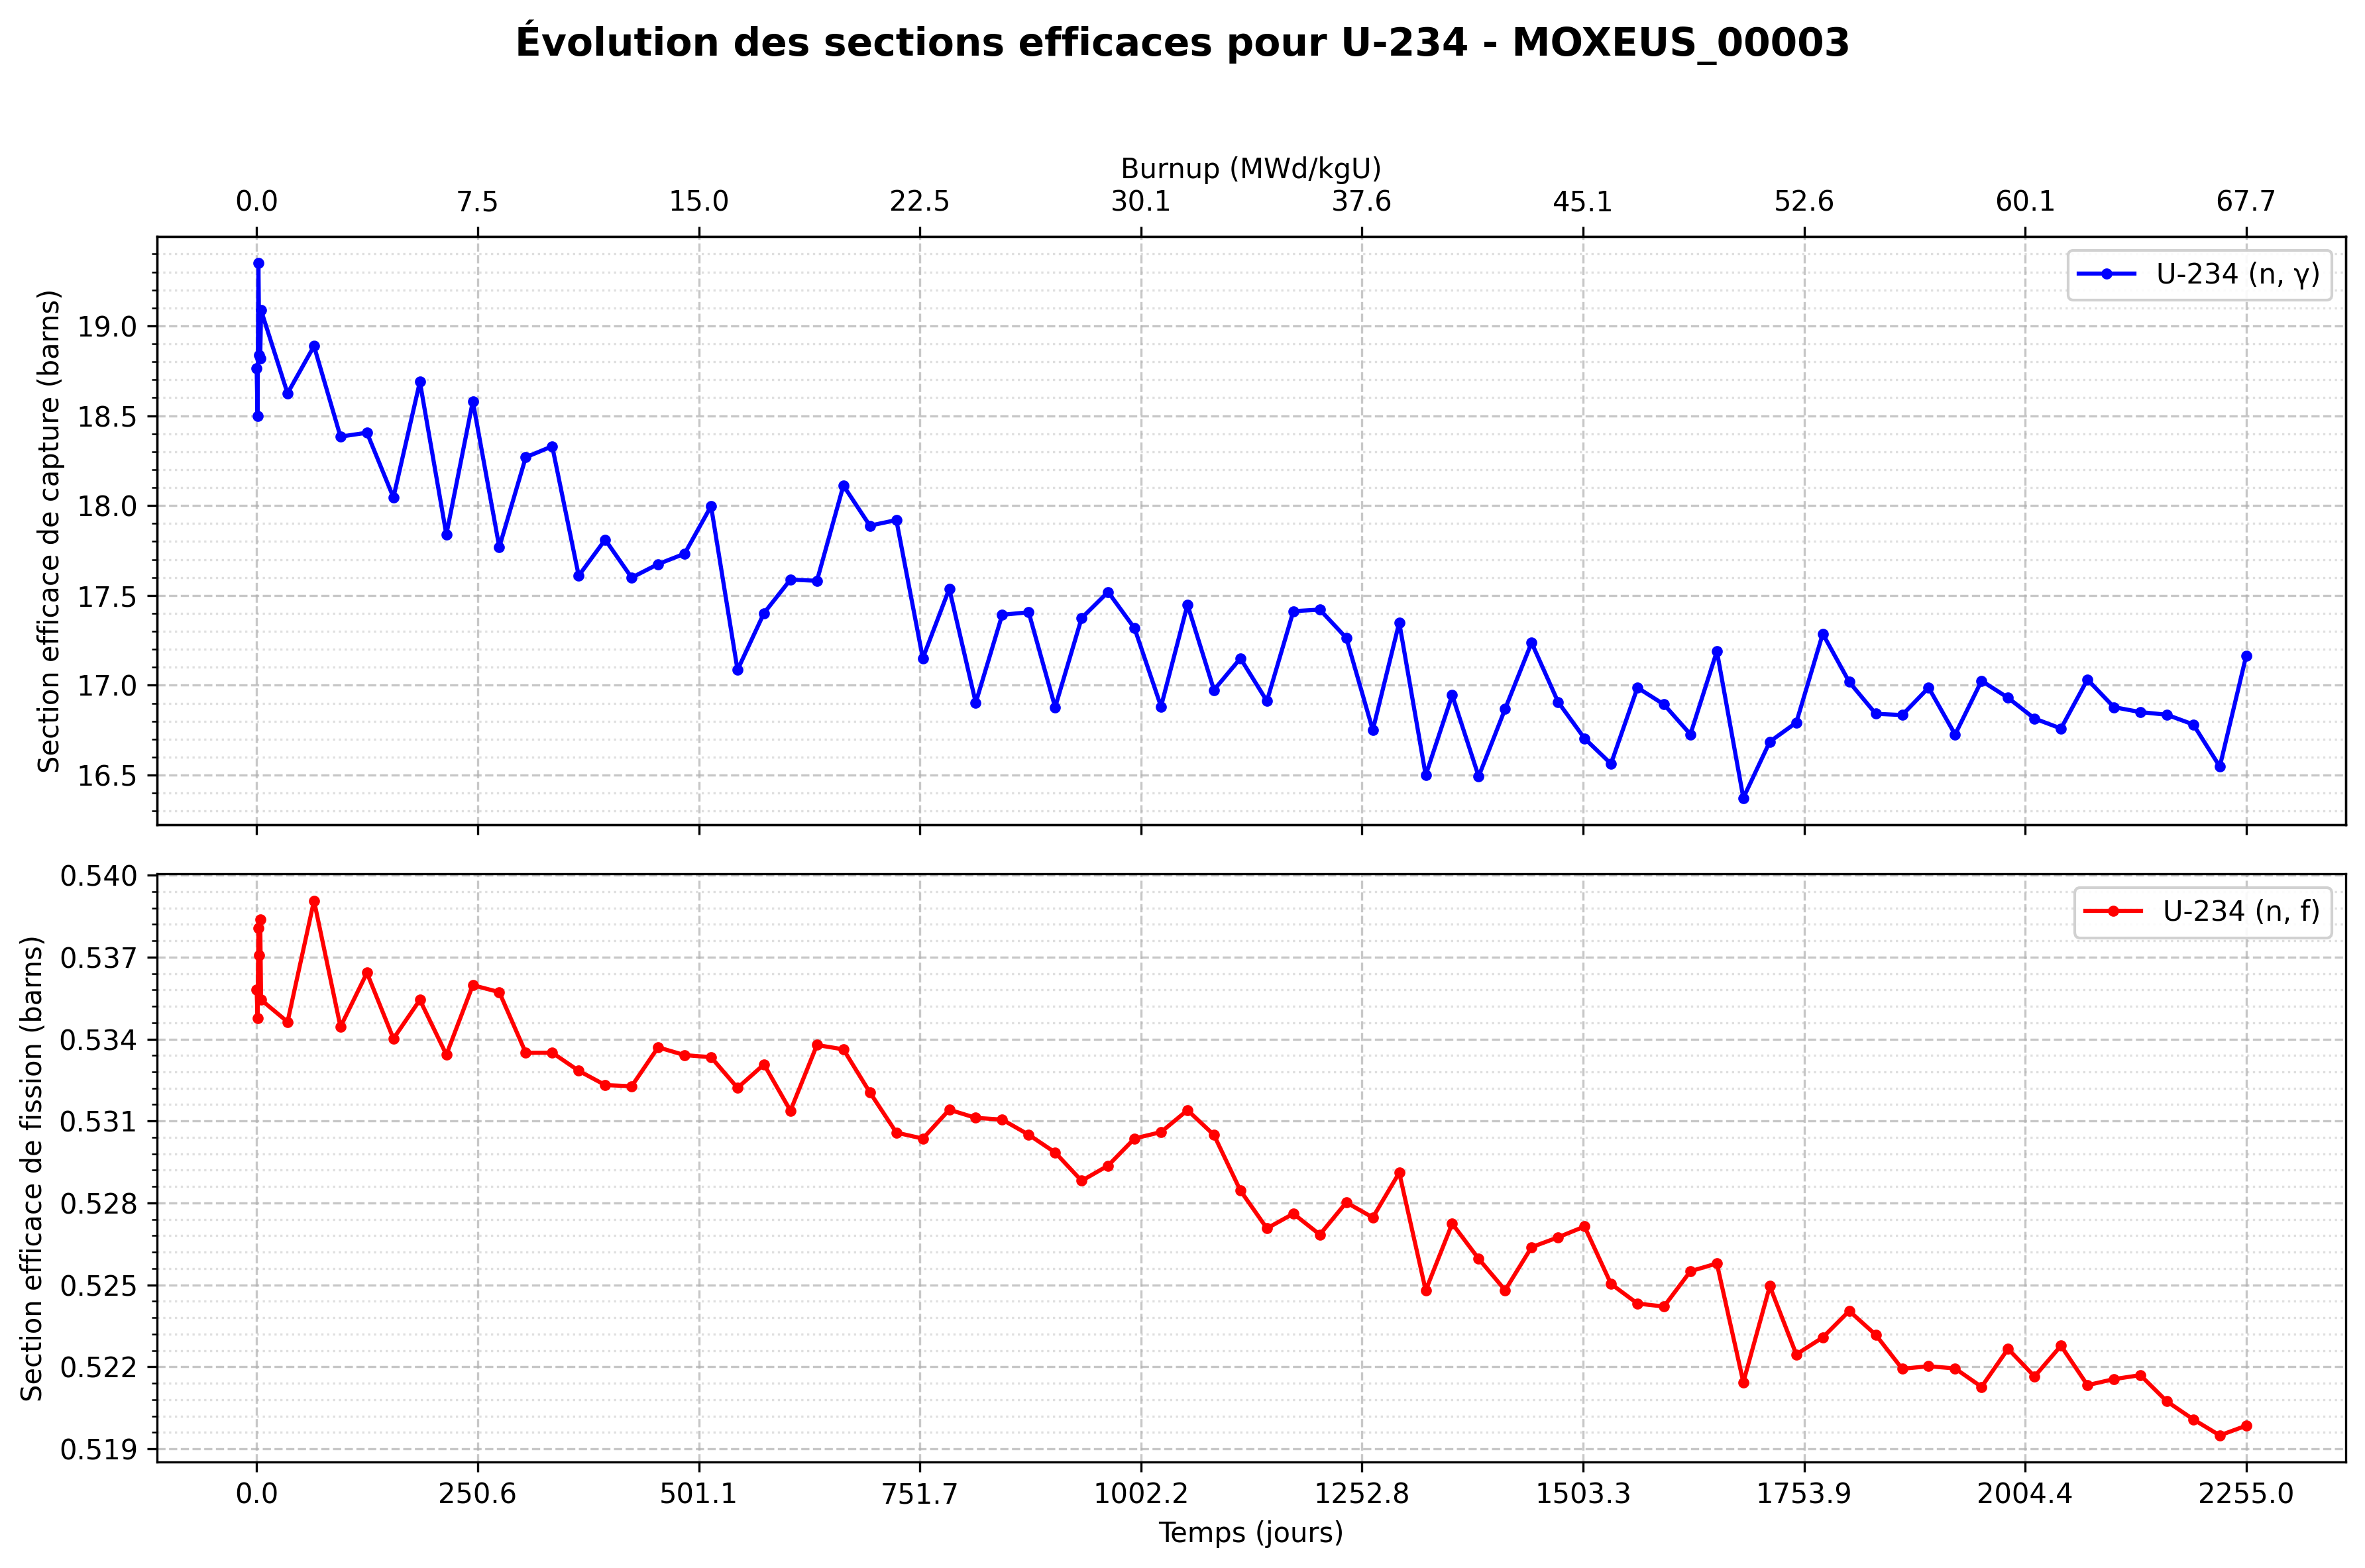 Évolution des sections efficaces pour U-234 - MOXEUS_00003
Burnup (MWd/kgU)
0.0 7.5 15.0 22.5 30.1 37.6 45.1 52.6 60.1 67.7
Section efficace de capture (barns)
19.0
18.5
18.0
17.5
17.0
16.5
U-234 (n, γ)
Section efficace de fission (barns)
0.540
0.537
0.534
0.531
0.528
0.525
0.522
0.519
U-234 (n, f)
0.0 250.6 501.1 751.7 1002.2 1252.8 1503.3 1753.9 2004.4 2255.0
Temps (jours)